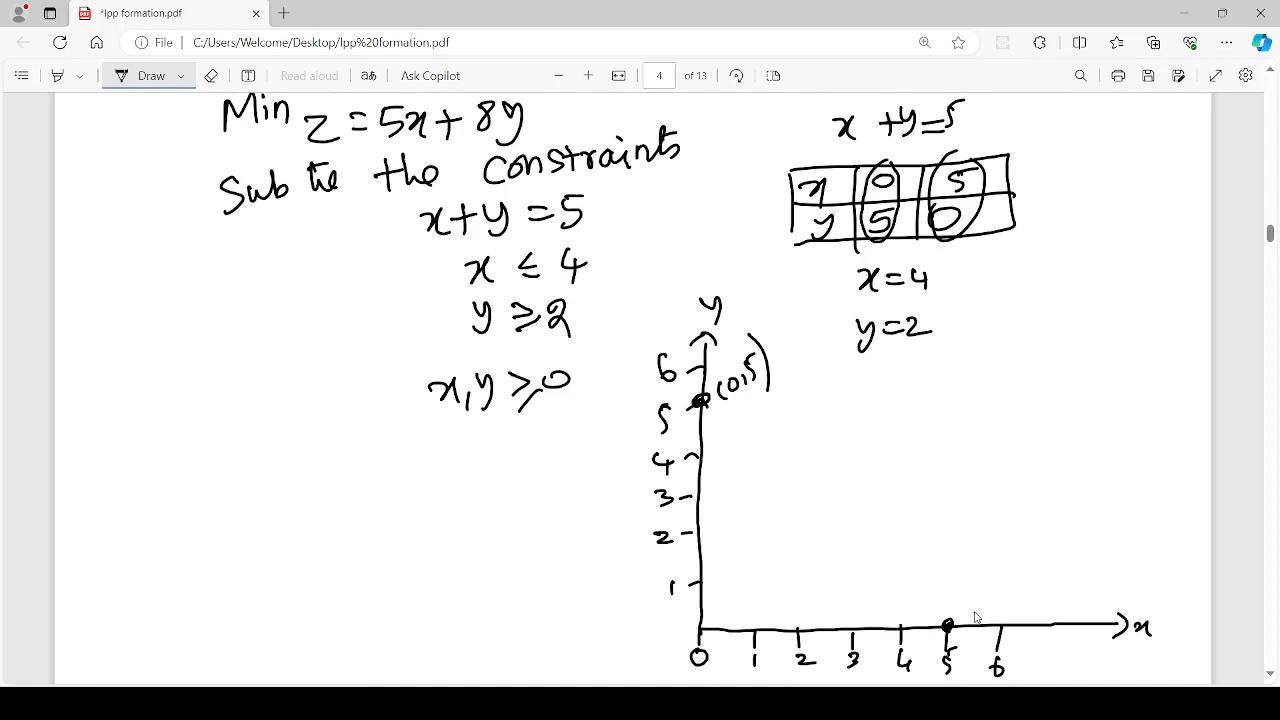 *lpp formation.pdf
File C:/Users/Welcome/Desktop/lpp%20formation.pdf
Draw Read aloud Ask Copilot 4 of 13
Min Z = 5x + 8y
Sub to the constraints
x + y = 5
x ≤ 4
y ≥ 2
x, y ≥ 0
x + y = 5
x 0 5
y 5 0
x = 4
y = 2
y
6
(0,5)
5
4
3
2
1
0 1 2 3 4 5 6 x